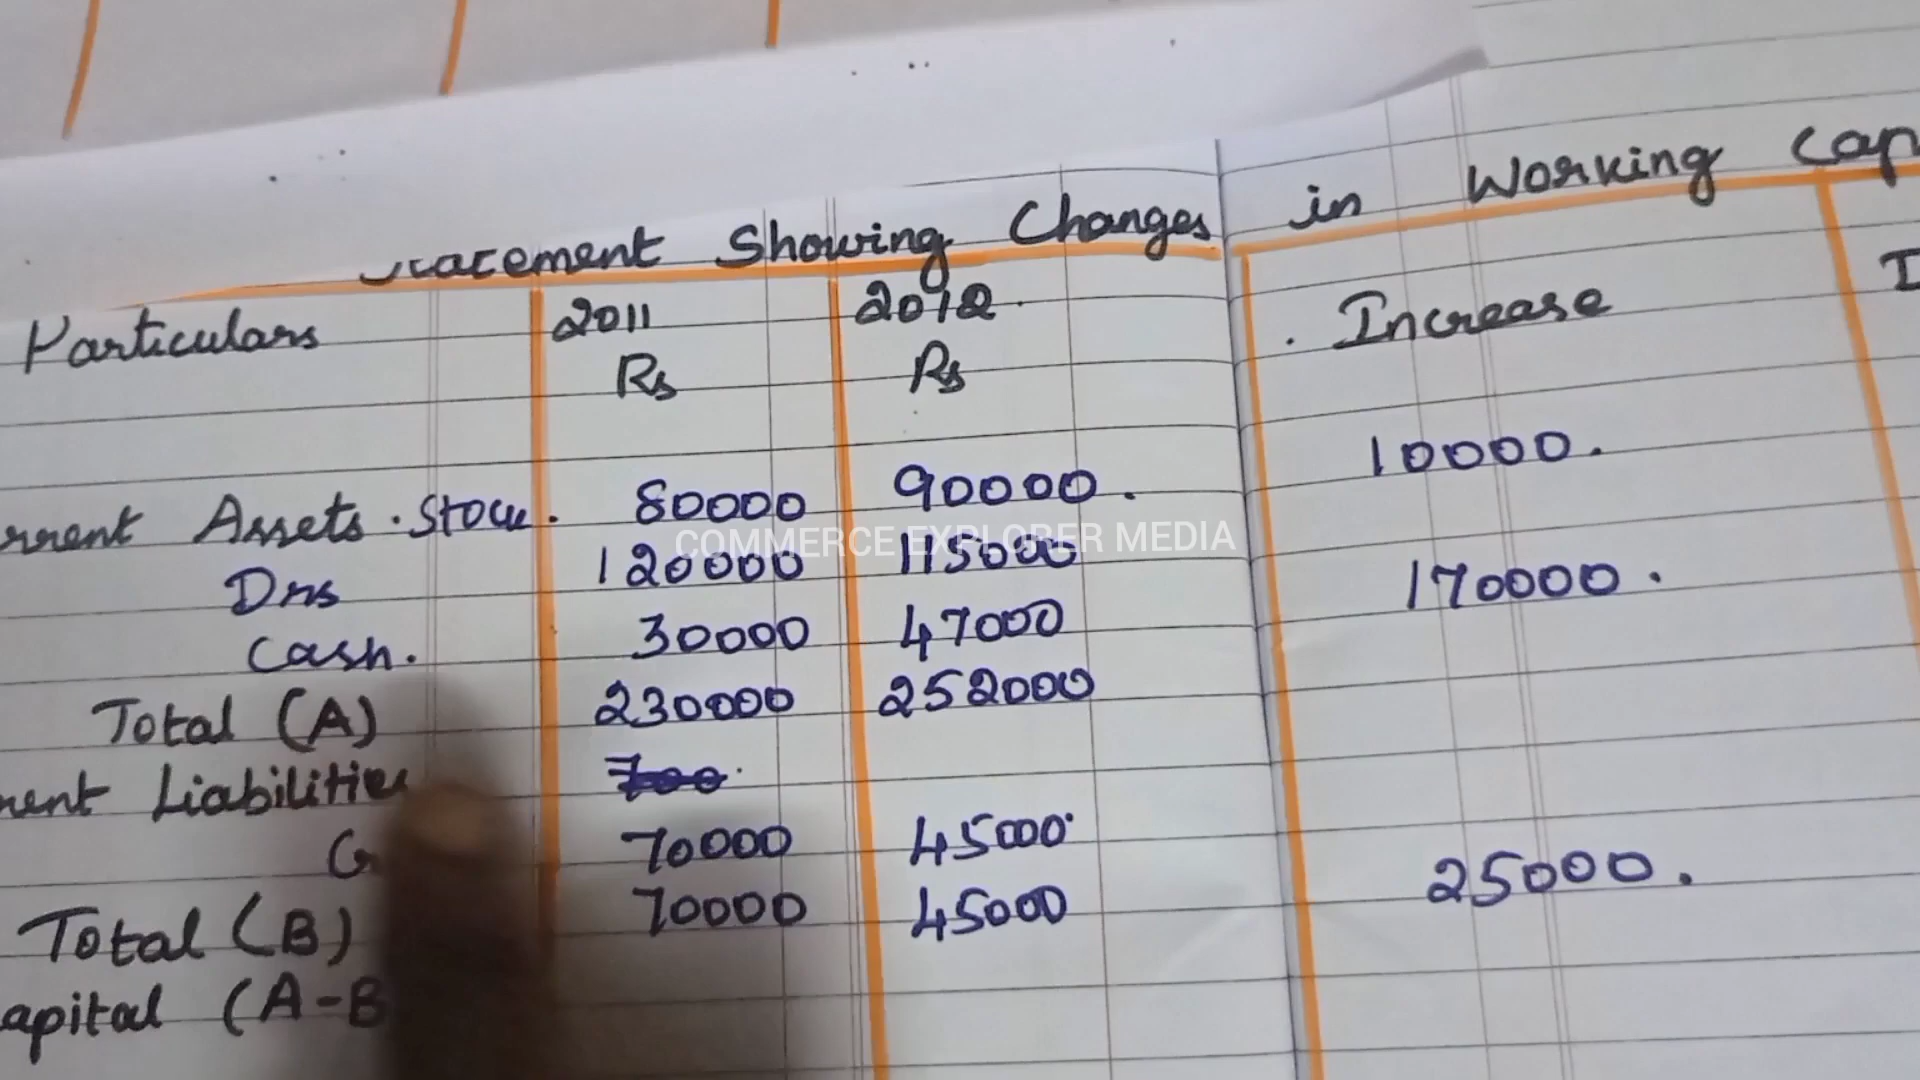 Statement Showing Changes in Working Cap
Particulars 2011 2012 Increase
Rs Rs
rrent Assets . Stock . 80000 90000 . 10000 .
COMMERCE EXPLORER MEDIA
Drs 120000 115000
Cash . 30000 47000 170000 .
Total (A) 230000 252000
rent Liabilities 700
70000 45000 25000 .
Total (B) 70000 45000
apital (A-B